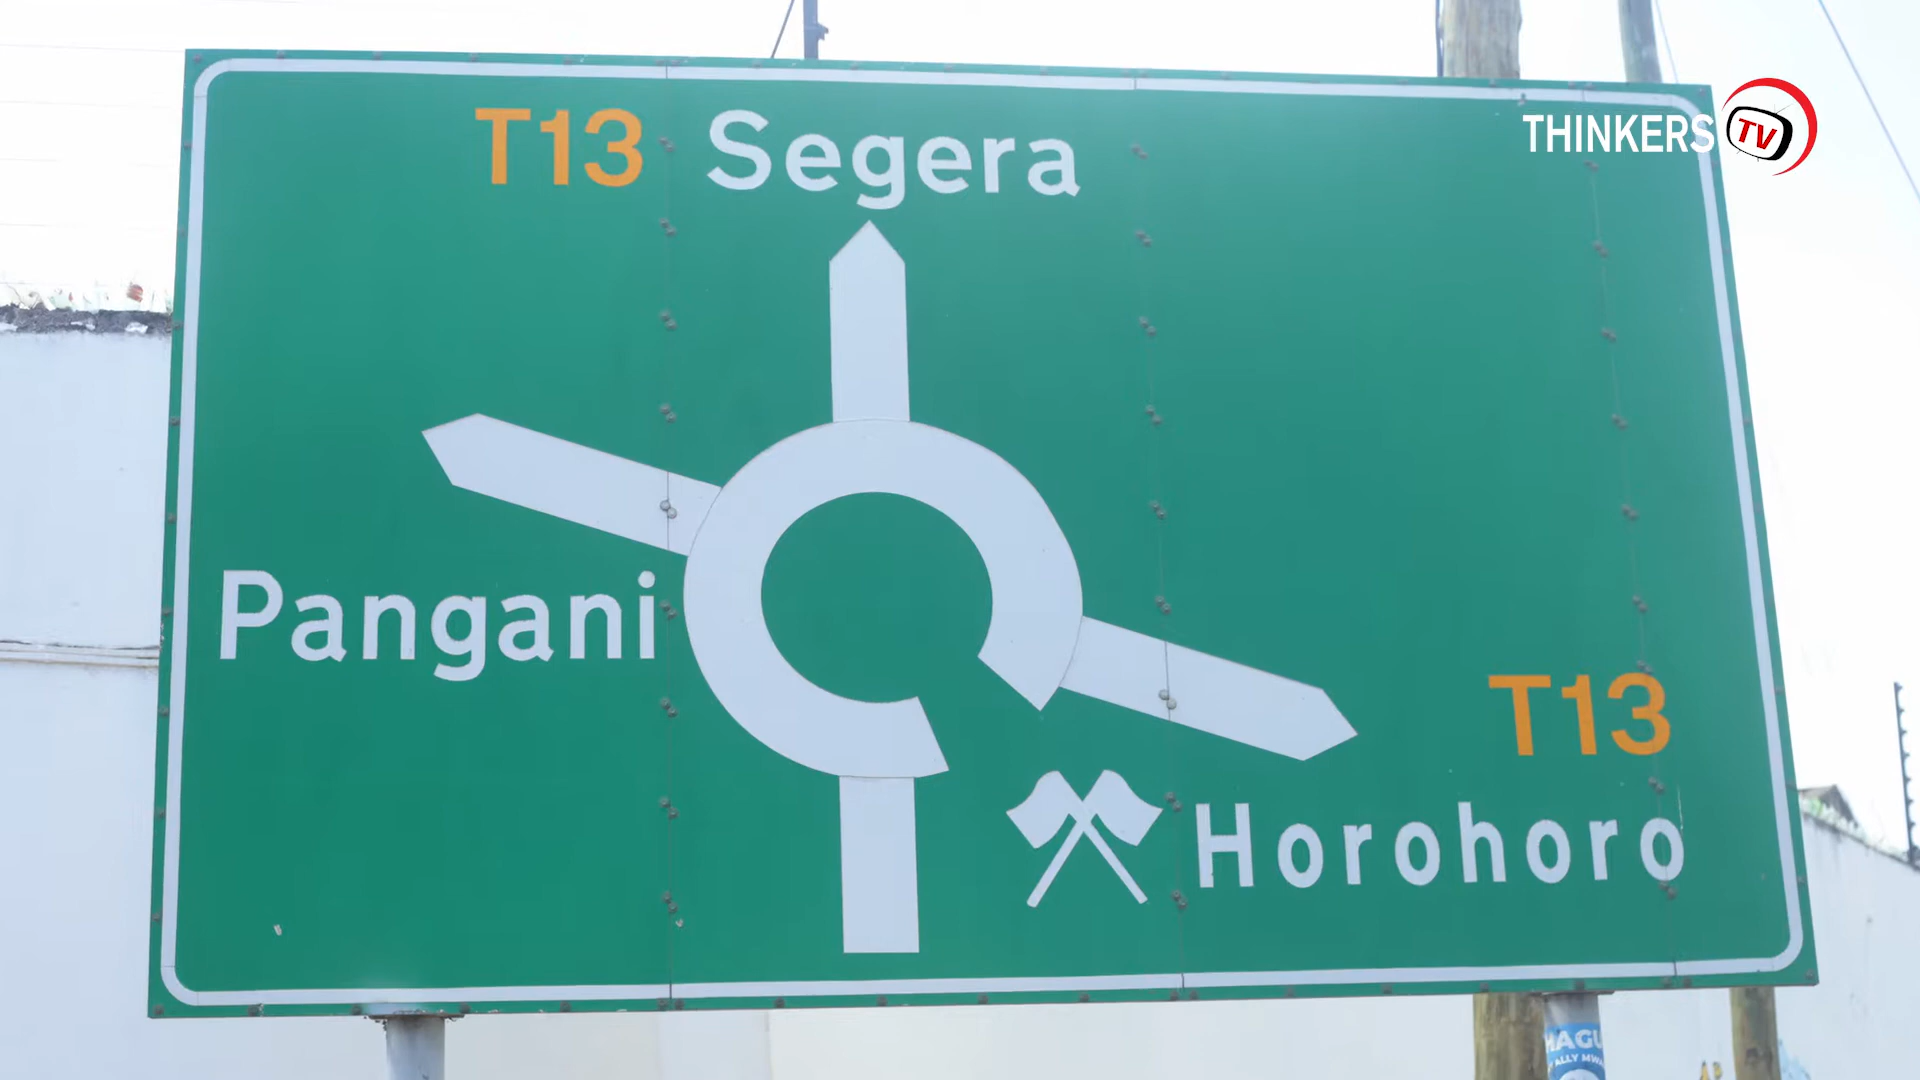 T13 Segera
THINKERS TV
Pangani
T13
Horohoro